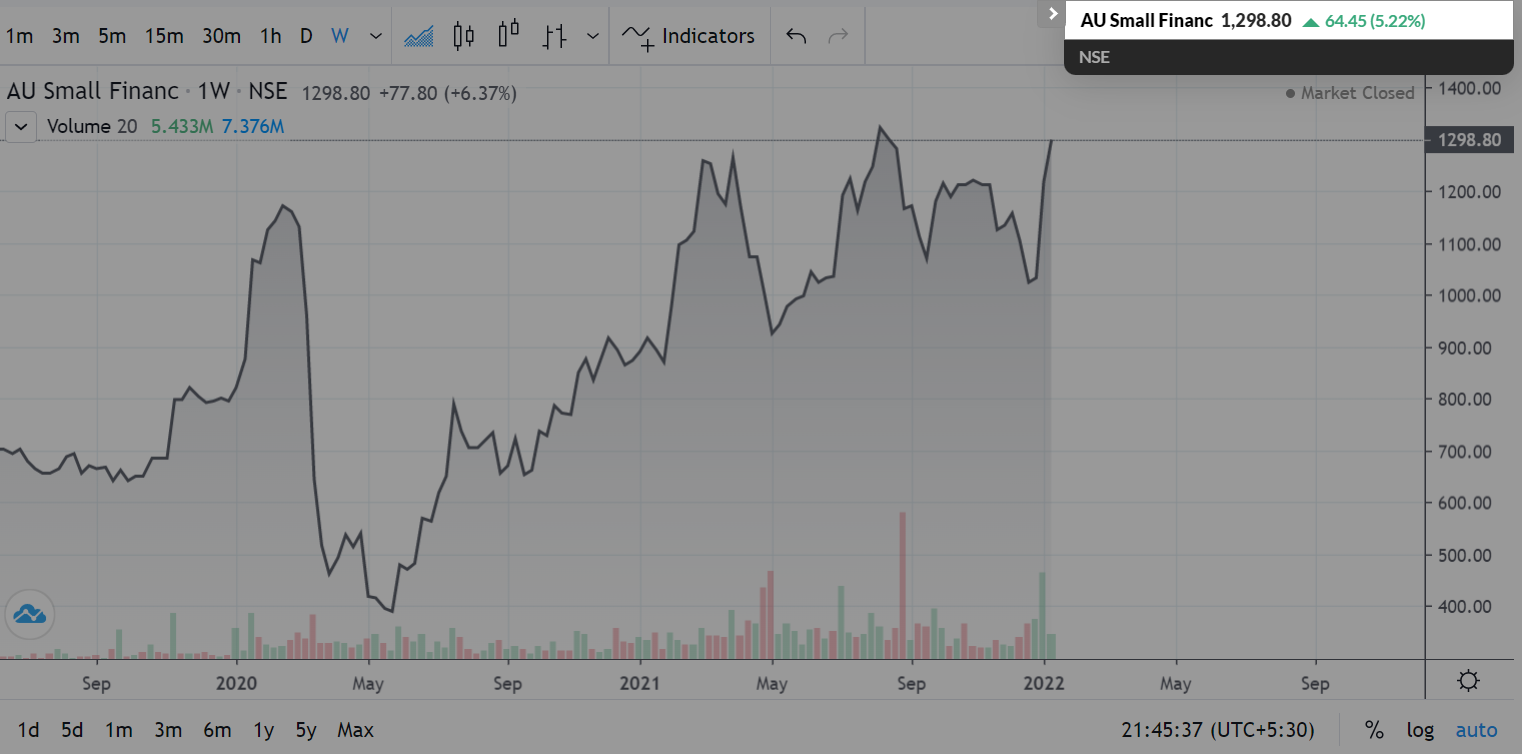 1m 3m 5m 15m 30m 1h D W Indicators
AU Small Financ 1,298.80 64.45 (5.22%)
NSE
AU Small Financ · 1W · NSE 1298.80 +77.80 (+6.37%)
Market Closed
Volume 20 5.433M 7.376M
1400.00
1298.80
1200.00
1100.00
1000.00
900.00
800.00
700.00
600.00
500.00
400.00
Sep 2020 May Sep 2021 May Sep 2022 May Sep
1d 5d 1m 3m 6m 1y 5y Max 21:45:37 (UTC+5:30) % log auto